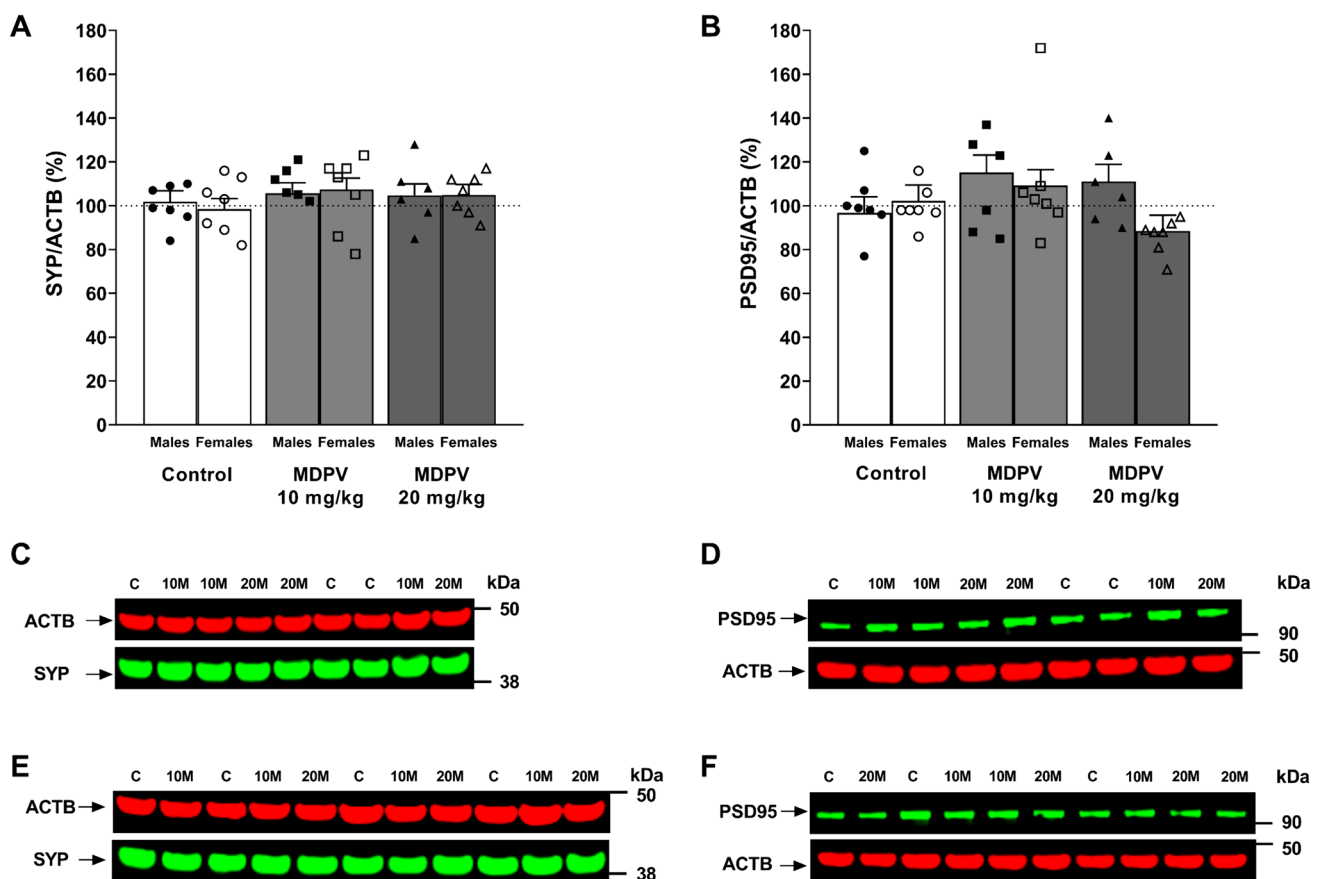 A
SYP/ACTB (%)
180
160
140
120
100
80
60
40
20
0
Males Females Males Females Males Females
Control MDPV 10 mg/kg MDPV 20 mg/kg
B
PSD95/ACTB (%)
180
160
140
120
100
80
60
40
20
0
Males Females Males Females Males Females
Control MDPV 10 mg/kg MDPV 20 mg/kg
C
C 10M 10M 20M 20M C C 10M 20M kDa
ACTB 50
SYP 38
D
C 10M 10M 20M 20M C C 10M 20M kDa
PSD95 90
ACTB 50
E
C 10M C 10M 20M C 10M 20M C 10M 20M kDa
ACTB 50
SYP 38
F
C 20M C 10M 10M 20M C 10M 20M 20M kDa
PSD95 90
ACTB 50